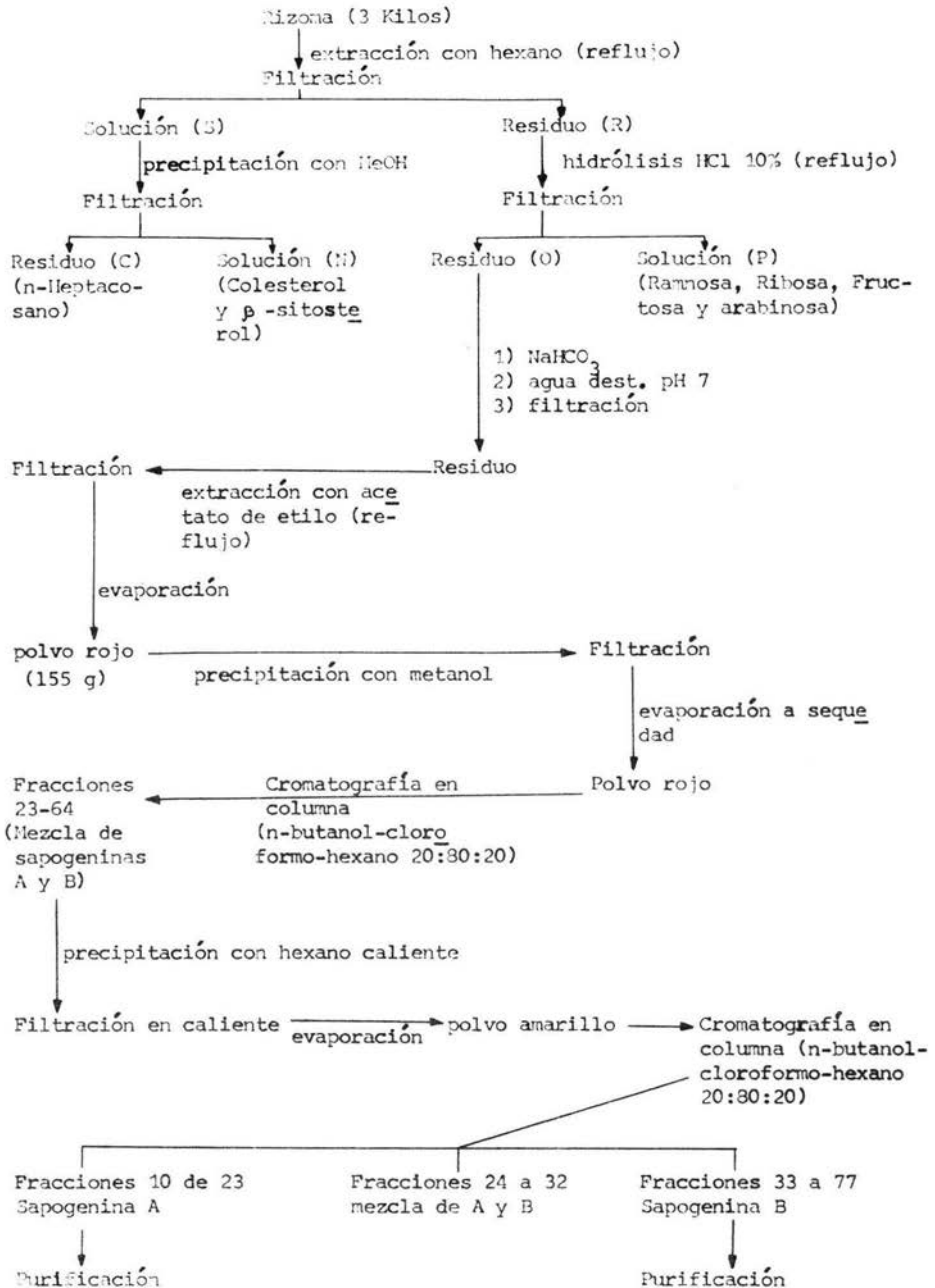 Rizoma (3 Kilos)
extracción con hexano (reflujo)
Filtración
Solución (S)
Residuo (R)
precipitación con MeOH
hidrólisis HCl 10% (reflujo)
Filtración
Filtración
Residuo (C)
(n-Heptaco-
sano)
Solución (N)
(Colesterol
y β -sitoste
rol)
Residuo (O)
Solución (P)
(Ramnosa, Ribosa, Fruc-
tosa y arabinosa)
1) NaHCO3
2) agua dest. pH 7
3) filtración
Filtración
Residuo
extracción con ace
tato de etilo (re-
flujo)
evaporación
polvo rojo
(155 g)
precipitación con metanol
Filtración
evaporación a seque
dad
Fracciones
23-64
(Mezcla de
sapogeninas
A y B)
Cromatografía en
columna
(n-butanol-cloro
formo-hexano 20:80:20)
Polvo rojo
precipitación con hexano caliente
Filtración en caliente
evaporación
polvo amarillo
Cromatografía en
columna (n-butanol-
cloroformo-hexano
20:80:20)
Fracciones 10 de 23
Sapogenina A
Fracciones 24 a 32
mezcla de A y B
Fracciones 33 a 77
Sapogenina B
Purificación
Purificación